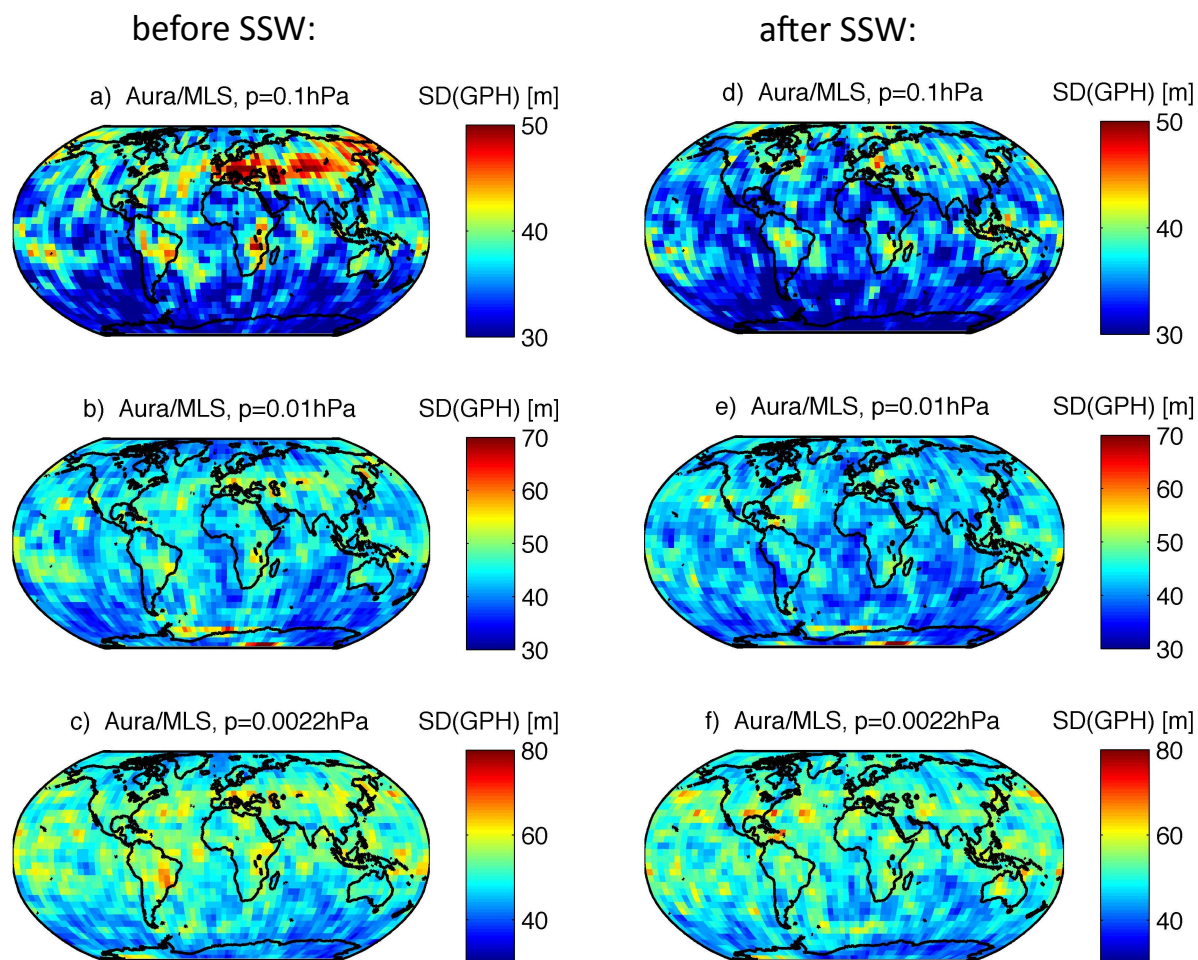 before SSW:
after SSW:
a) Aura/MLS, p=0.1hPa SD(GPH) [m]
50
40
30
d) Aura/MLS, p=0.1hPa SD(GPH) [m]
50
40
30
b) Aura/MLS, p=0.01hPa SD(GPH) [m]
70
60
50
40
30
e) Aura/MLS, p=0.01hPa SD(GPH) [m]
70
60
50
40
30
c) Aura/MLS, p=0.0022hPa SD(GPH) [m]
80
60
40
f) Aura/MLS, p=0.0022hPa SD(GPH) [m]
80
60
40